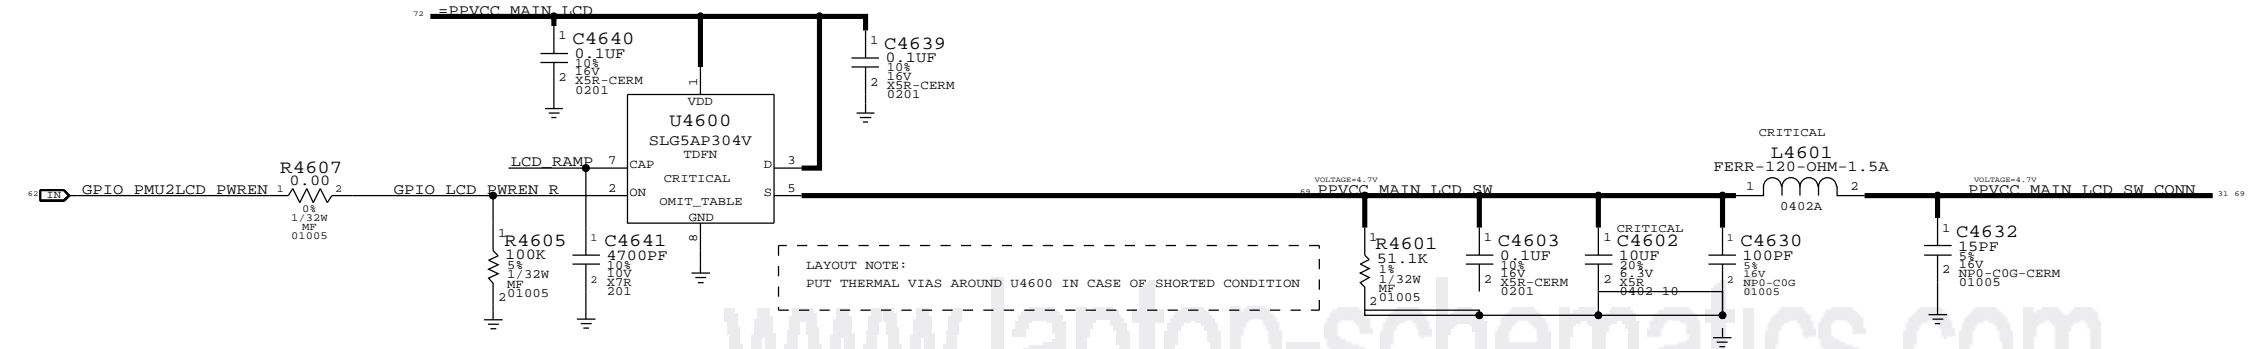 72 =PPVCC_MAIN_LCD
1 C4640
0.1UF
10%
16V
2 X5R-CERM
0201
1 C4639
0.1UF
10%
16V
2 X5R-CERM
0201
1
VDD
U4600
SLG5AP304V
TDFN
LCD_RAMP 7 CAP
D 3
CRITICAL
2 ON
S 5
OMIT_TABLE
GND
8
62 IN GPIO_PMU2LCD_PWREN 1
R4607
0.00
2
0%
1/32W
MF
01005
GPIO_LCD_PWREN_R
1 R4605
100K
5%
1/32W
MF
2 01005
1 C4641
4700PF
10%
10V
2 X7R
201
LAYOUT NOTE:
PUT THERMAL VIAS AROUND U4600 IN CASE OF SHORTED CONDITION
VOLTAGE=4.7V
69 PPVCC_MAIN_LCD_SW
1 R4601
51.1K
1%
1/32W
MF
2 01005
1 C4603
0.1UF
10%
16V
2 X5R-CERM
0201
CRITICAL
1 C4602
10UF
20%
6.3V
2 X5R
0402-10
1 C4630
100PF
5%
16V
2 NP0-C0G
01005
CRITICAL
L4601
FERR-120-OHM-1.5A
1 2
0402A
VOLTAGE=4.7V
PPVCC_MAIN_LCD_SW_CONN 31 69
1 C4632
15PF
5%
16V
2 NP0-C0G-CERM
01005
www.laptop-schematics.com